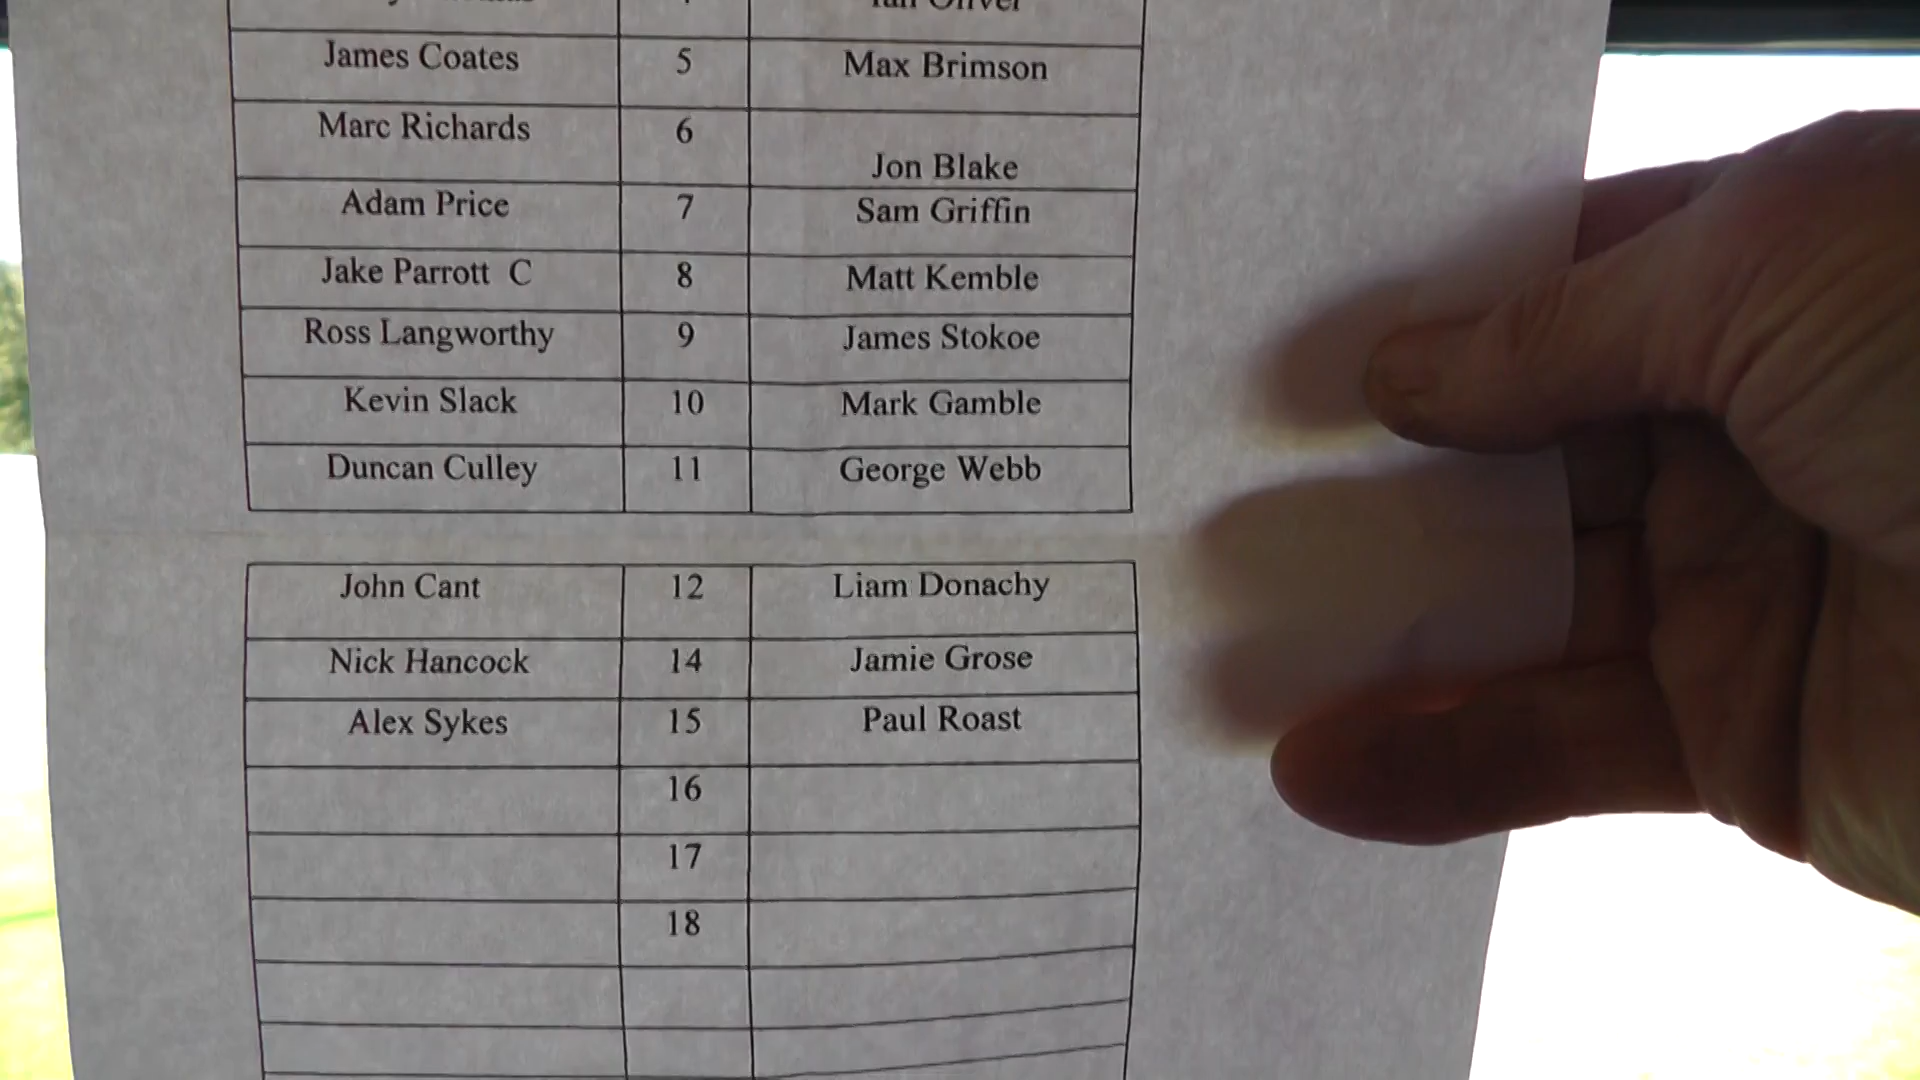 Oliver
James Coates 5 Max Brimson
Marc Richards 6
Jon Blake
Adam Price 7 Sam Griffin
Jake Parrott C 8 Matt Kemble
Ross Langworthy 9 James Stokoe
Kevin Slack 10 Mark Gamble
Duncan Culley 11 George Webb
John Cant 12 Liam Donachy
Nick Hancock 14 Jamie Grose
Alex Sykes 15 Paul Roast
16
17
18